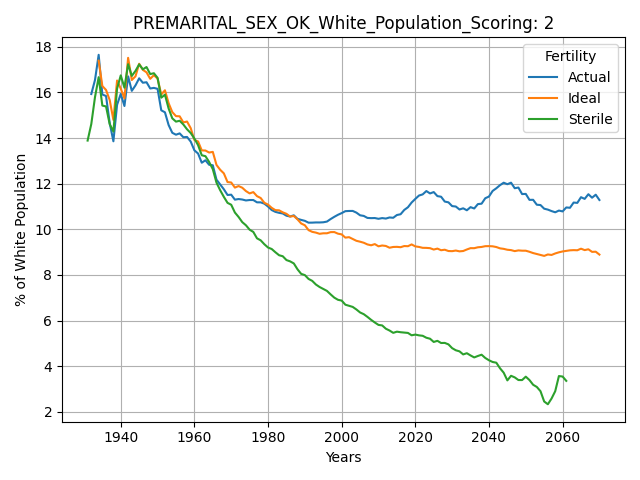 PREMARITAL_SEX_OK_White_Population_Scoring: 2
Fertility
Actual
Ideal
Sterile
% of White Population
18
16
14
12
10
8
6
4
2
1940 1960 1980 2000 2020 2040 2060
Years